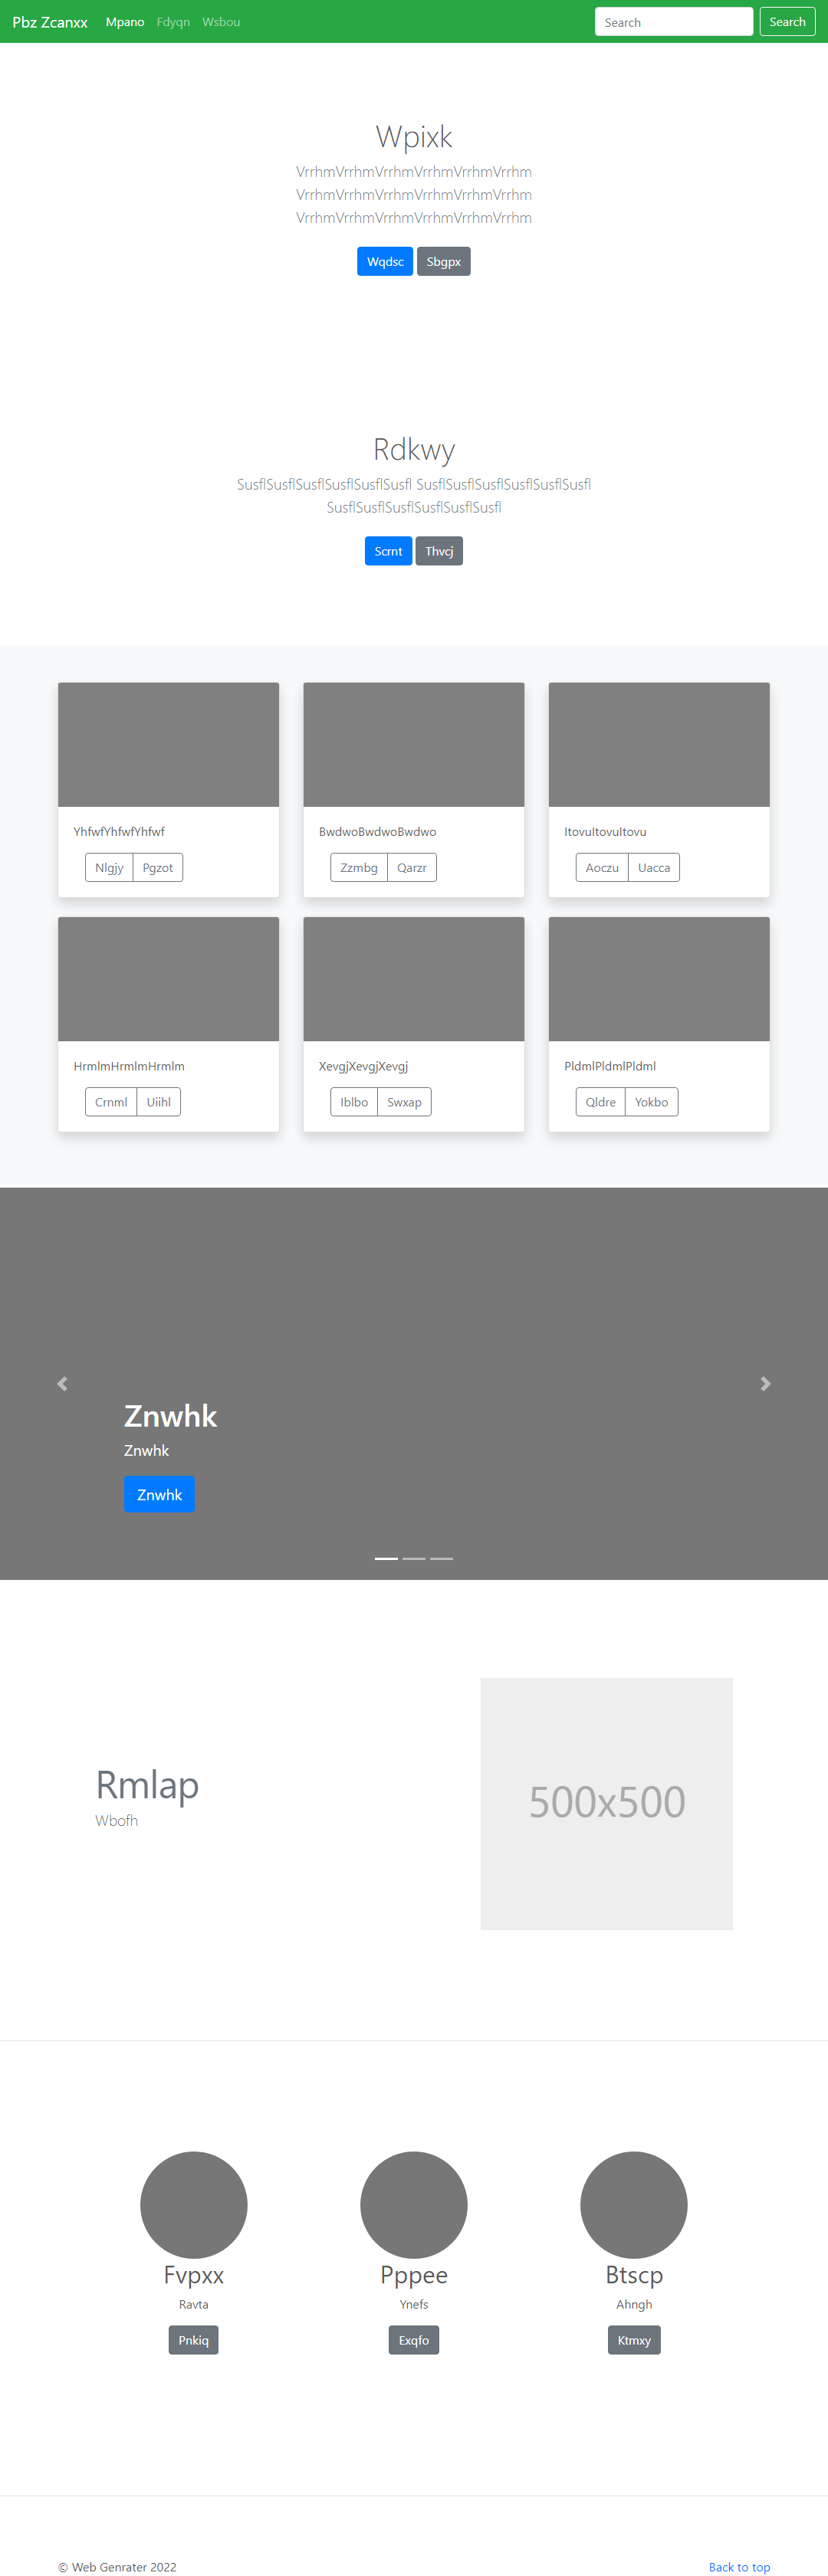 Pbz Zcanxx Mpano Fdyqn Wsbou Search Search
Wpixk
VrrhmVrrhmVrrhmVrrhmVrrhmVrrhm
VrrhmVrrhmVrrhmVrrhmVrrhmVrrhm
VrrhmVrrhmVrrhmVrrhmVrrhmVrrhm
Wqdsc Sbgpx
Rdkwy
SusflSusflSusflSusflSusflSusfl SusflSusflSusflSusflSusflSusfl
SusflSusflSusflSusflSusflSusfl
Scrnt Thvcj
YhfwfYhfwfYhfwf
Nlgjy Pgzot
BwdwoBwdwoBwdwo
Zzmbg Qarzr
ItovuItovuItovu
Aoczu Uacca
HrmlmHrmlmHrmlm
Crnml Uiihl
XevgjXevgjXevgj
Iblbo Swxap
PldmlPldmlPldml
Qldre Yokbo
Znwhk
Znwhk
Znwhk
Rmlap
Wbofh
500x500
Fvpxx
Ravta
Pnkiq
Pppee
Ynefs
Exqfo
Btscp
Ahngh
Ktmxy
© Web Genrater 2022 Back to top